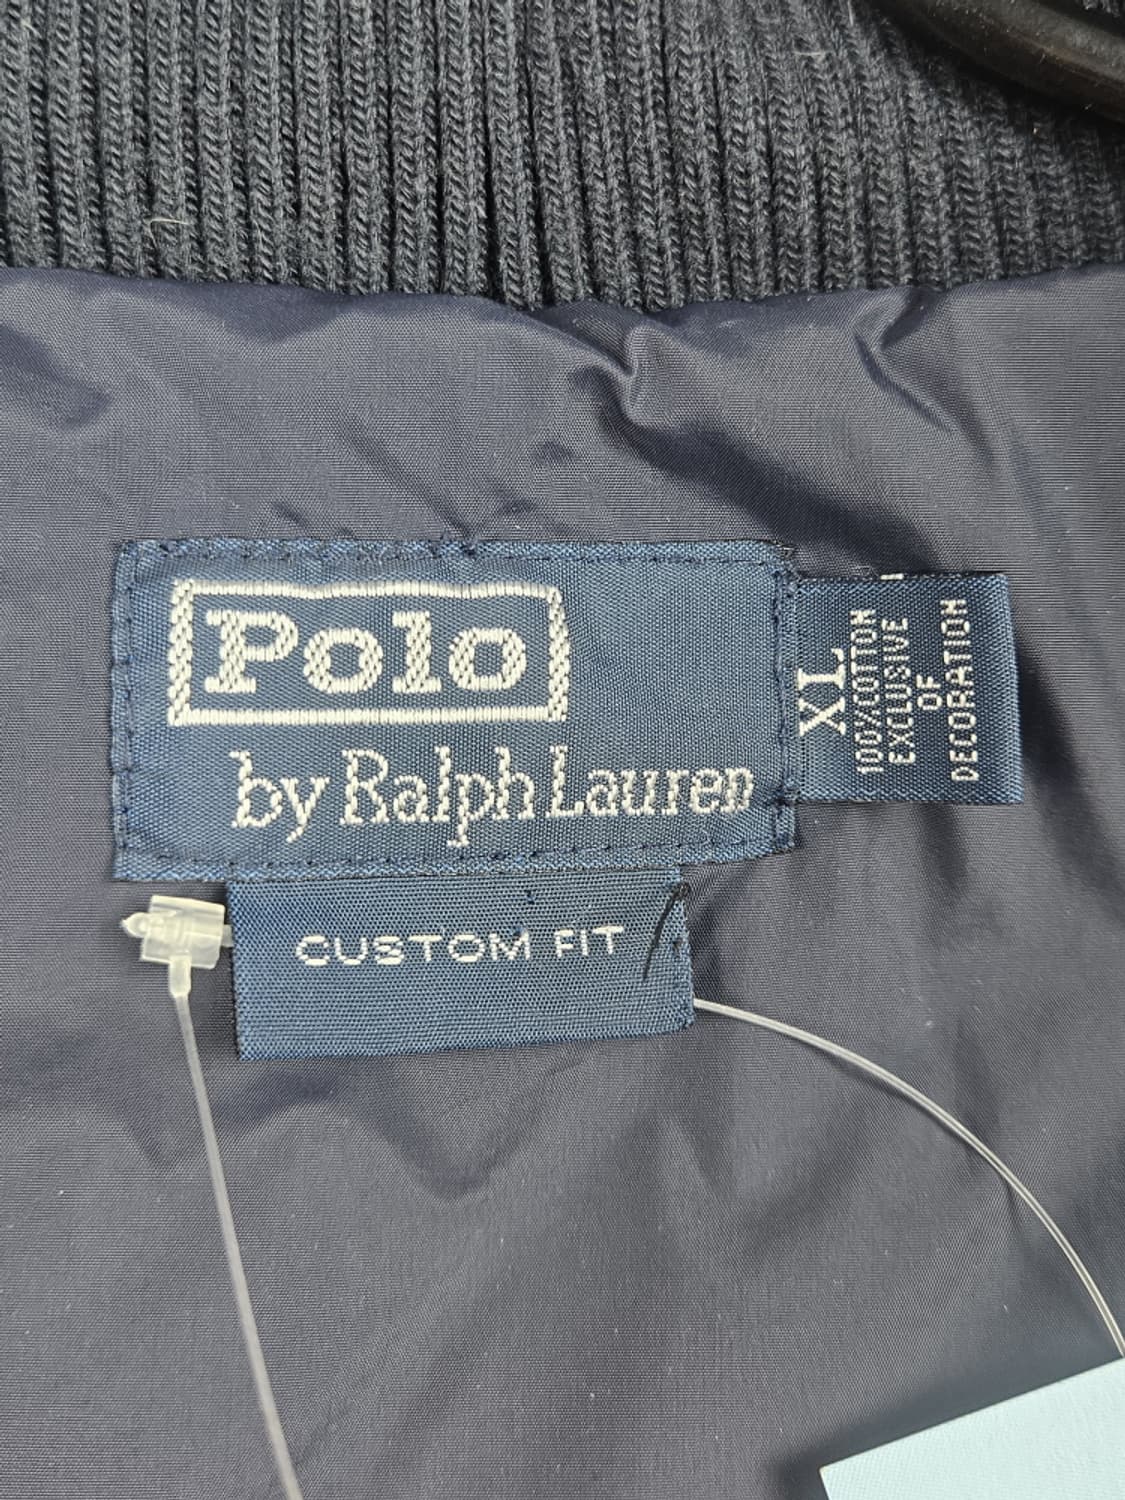 Polo
by Ralph Lauren
XL
100% COTTON
EXCLUSIVE
OF
DECORATION
CUSTOM FIT